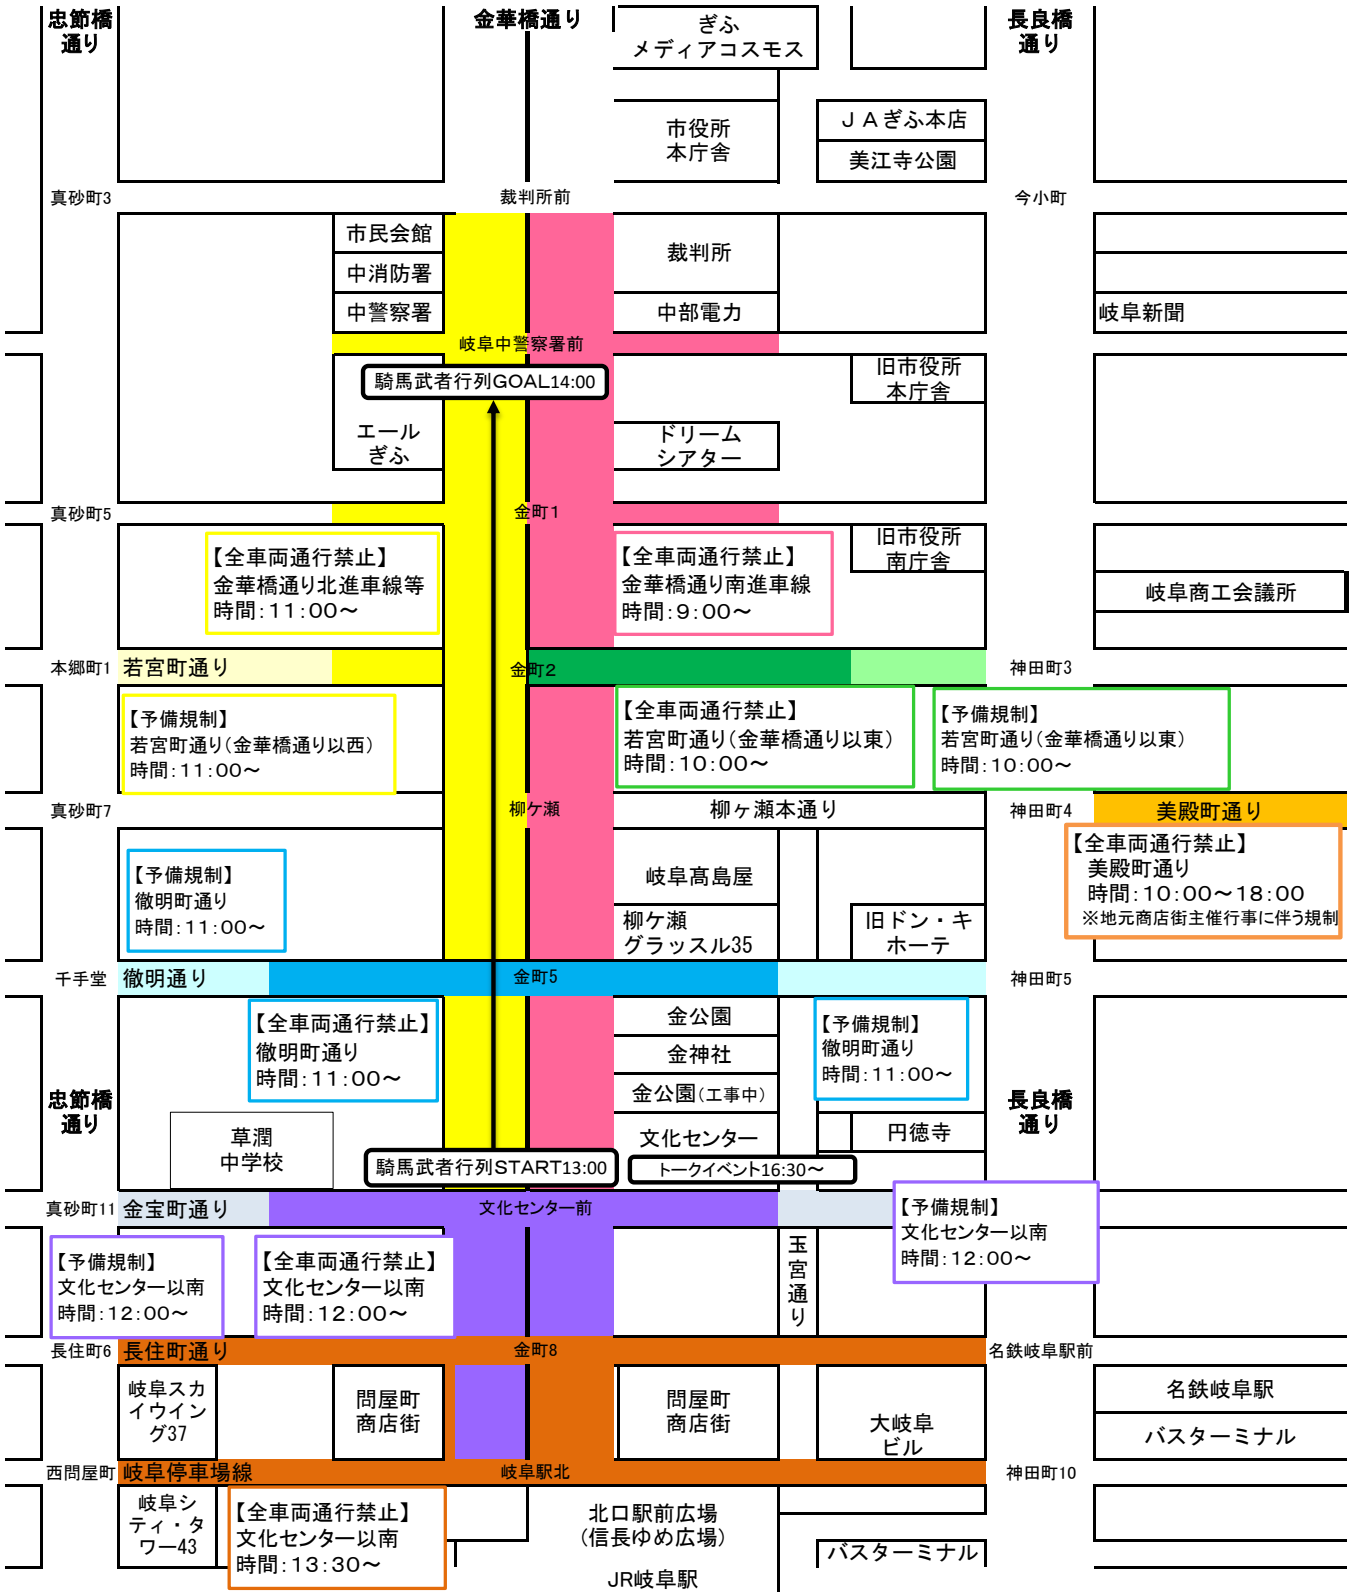 忠節橋
通り
金華橋通り
ぎふ
メディアコスモス
長良橋
通り
市役所
本庁舎
ＪＡぎふ本店
美江寺公園
真砂町3
裁判所前
今小町
市民会館
中消防署
中警察署
裁判所
中部電力
岐阜新聞
岐阜中警察署前
騎馬武者行列GOAL14:00
旧市役所
本庁舎
エール
ぎふ
ドリーム
シアター
真砂町5
金町1
【全車両通行禁止】
金華橋通り北進車線等
時間：11：00～
【全車両通行禁止】
金華橋通り南進車線
時間：9：00～
旧市役所
南庁舎
岐阜商工会議所
本郷町1
若宮町通り
金町2
神田町3
【予備規制】
若宮町通り（金華橋通り以西）
時間：11：00～
【全車両通行禁止】
若宮町通り（金華橋通り以東）
時間：10：00～
【予備規制】
若宮町通り（金華橋通り以東）
時間：10：00～
真砂町7
柳ケ瀬
柳ヶ瀬本通り
神田町4
美殿町通り
【全車両通行禁止】
美殿町通り
時間：10：00～18：00
※地元商店街主催行事に伴う規制
【予備規制】
徹明町通り
時間：11：00～
岐阜髙島屋
柳ケ瀬
グラッスル35
旧ドン・キ
ホーテ
千手堂
徹明通り
金町5
神田町5
【全車両通行禁止】
徹明町通り
時間：11：00～
金公園
金神社
金公園（工事中）
文化センター
【予備規制】
徹明町通り
時間：11：00～
忠節橋
通り
長良橋
通り
草潤
中学校
円徳寺
騎馬武者行列START13:00
トークイベント16:30～
真砂町11
金宝町通り
文化センター前
【予備規制】
文化センター以南
時間：12：00～
【予備規制】
文化センター以南
時間：12：00～
【全車両通行禁止】
文化センター以南
時間：12：00～
玉宮通り
長住町6
長住町通り
金町8
名鉄岐阜駅前
岐阜スカ
イウイン
グ37
問屋町
商店街
問屋町
商店街
大岐阜
ビル
名鉄岐阜駅
バスターミナル
西問屋町
岐阜停車場線
岐阜駅北
神田町10
岐阜シ
ティ・タ
ワー43
【全車両通行禁止】
文化センター以南
時間：13：30～
北口駅前広場
(信長ゆめ広場)
バスターミナル
JR岐阜駅